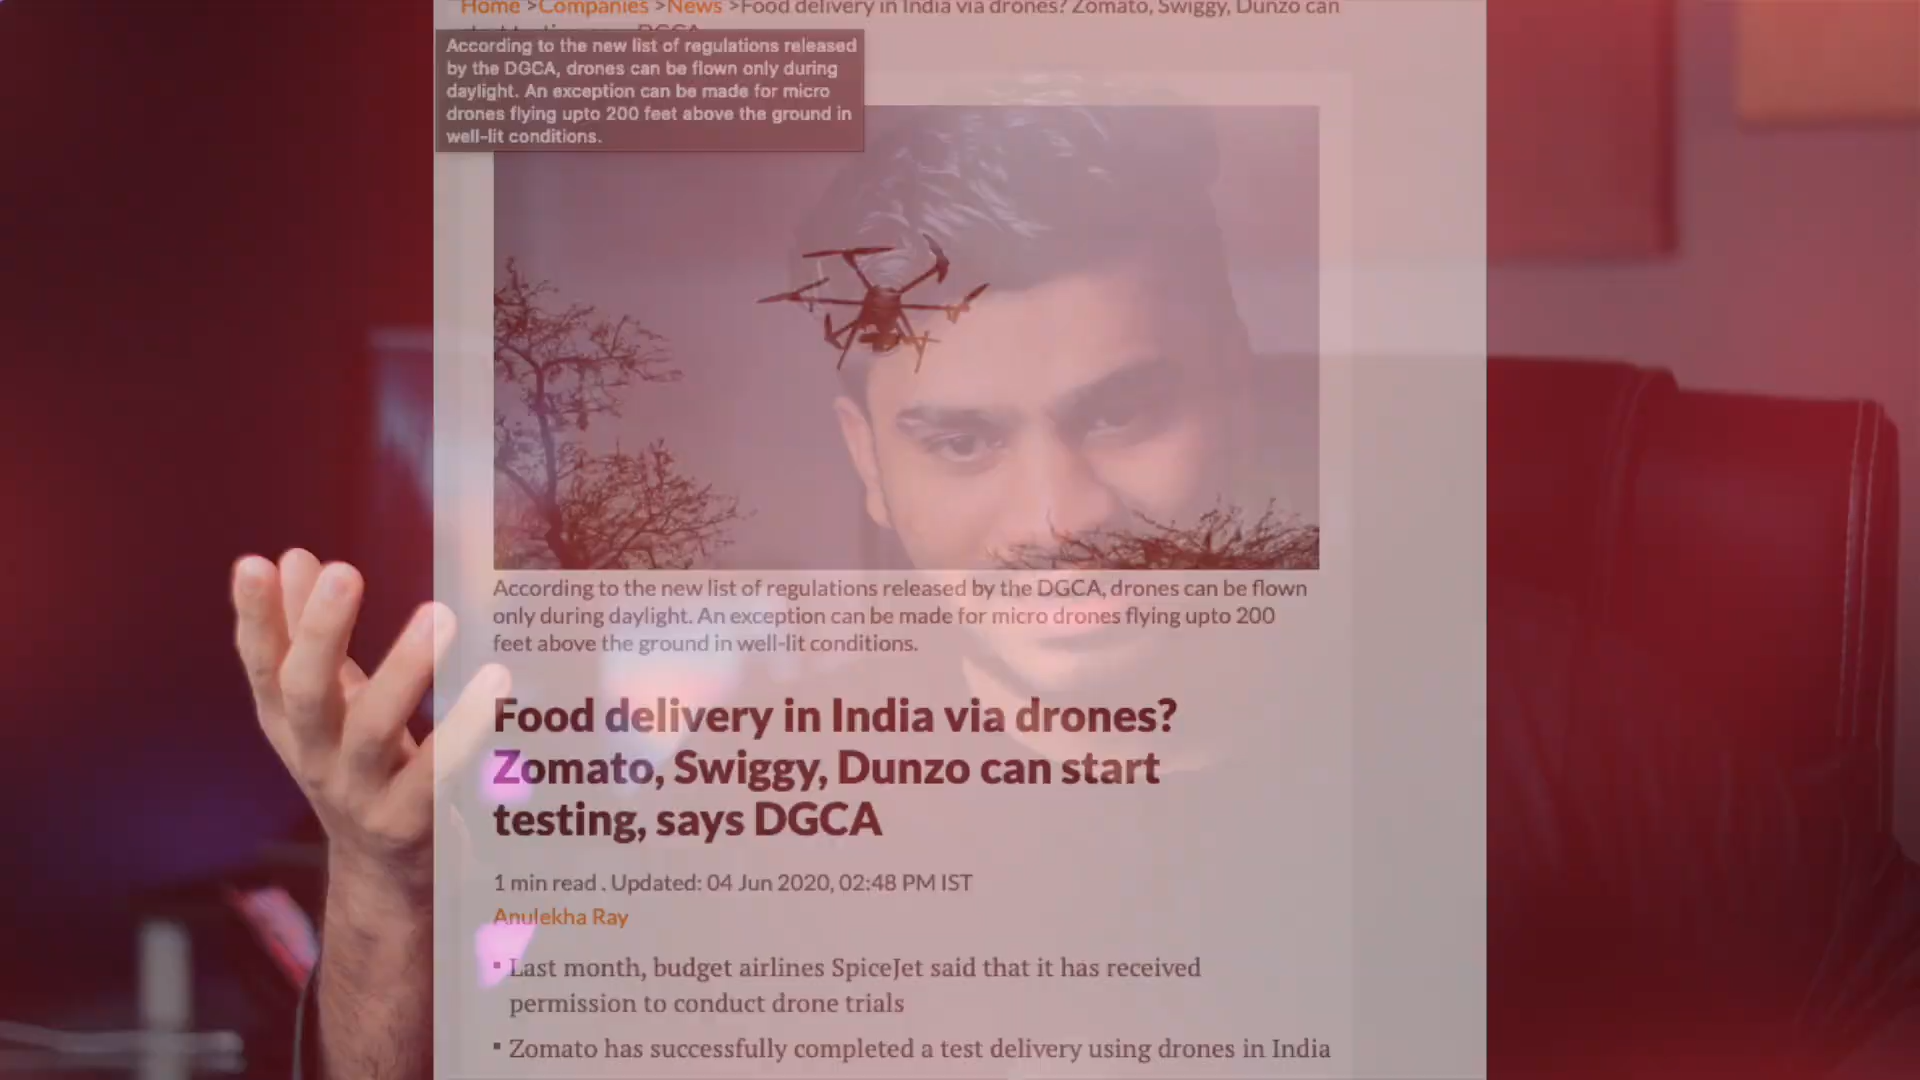 Home >Companies >News >Food delivery in India via drones? Zomato, Swiggy, Dunzo can
According to the new list of regulations released
by the DGCA, drones can be flown only during
daylight. An exception can be made for micro
drones flying upto 200 feet above the ground in
well-lit conditions.
According to the new list of regulations released by the DGCA, drones can be flown
only during daylight. An exception can be made for micro drones flying upto 200
feet above the ground in well-lit conditions.
Food delivery in India via drones?
Zomato, Swiggy, Dunzo can start
testing, says DGCA
1 min read . Updated: 04 Jun 2020, 02:48 PM IST
Anulekha Ray
▪ Last month, budget airlines SpiceJet said that it has received
permission to conduct drone trials
▪ Zomato has successfully completed a test delivery using drones in India